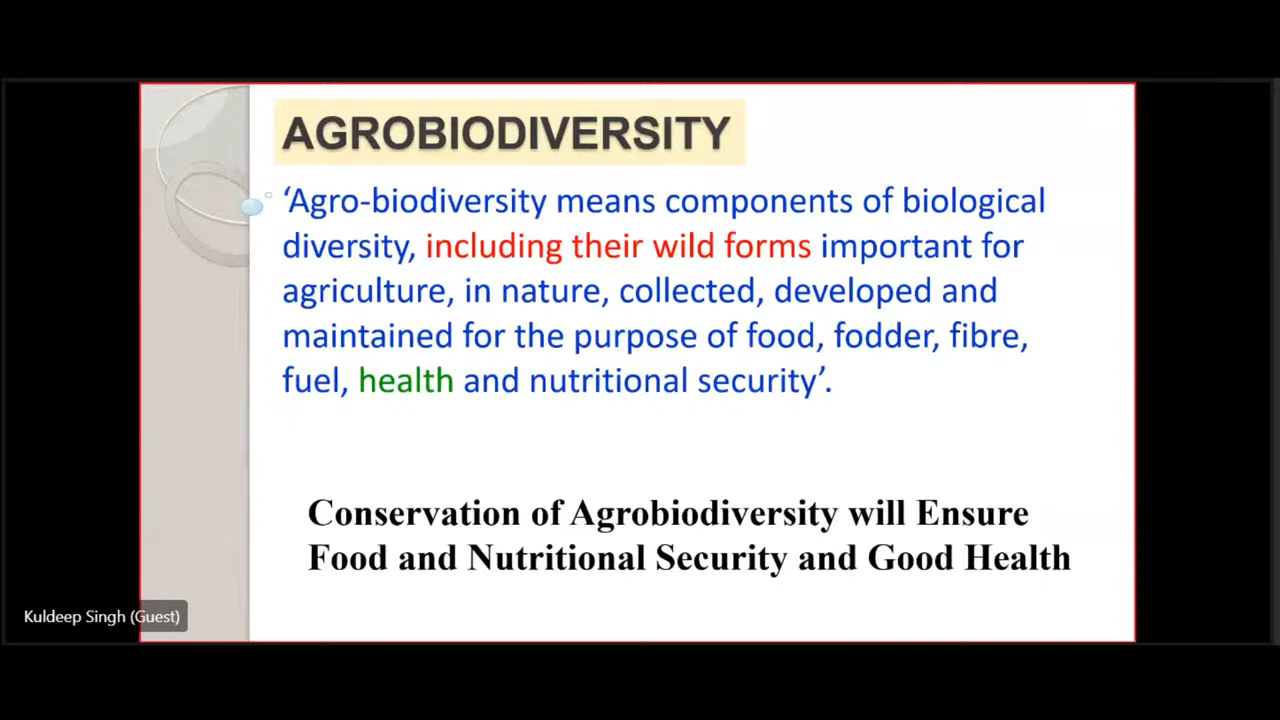 AGROBIODIVERSITY
‘Agro-biodiversity means components of biological
diversity, including their wild forms important for
agriculture, in nature, collected, developed and
maintained for the purpose of food, fodder, fibre,
fuel, health and nutritional security’.
Conservation of Agrobiodiversity will Ensure
Food and Nutritional Security and Good Health
Kuldeep Singh (Guest)